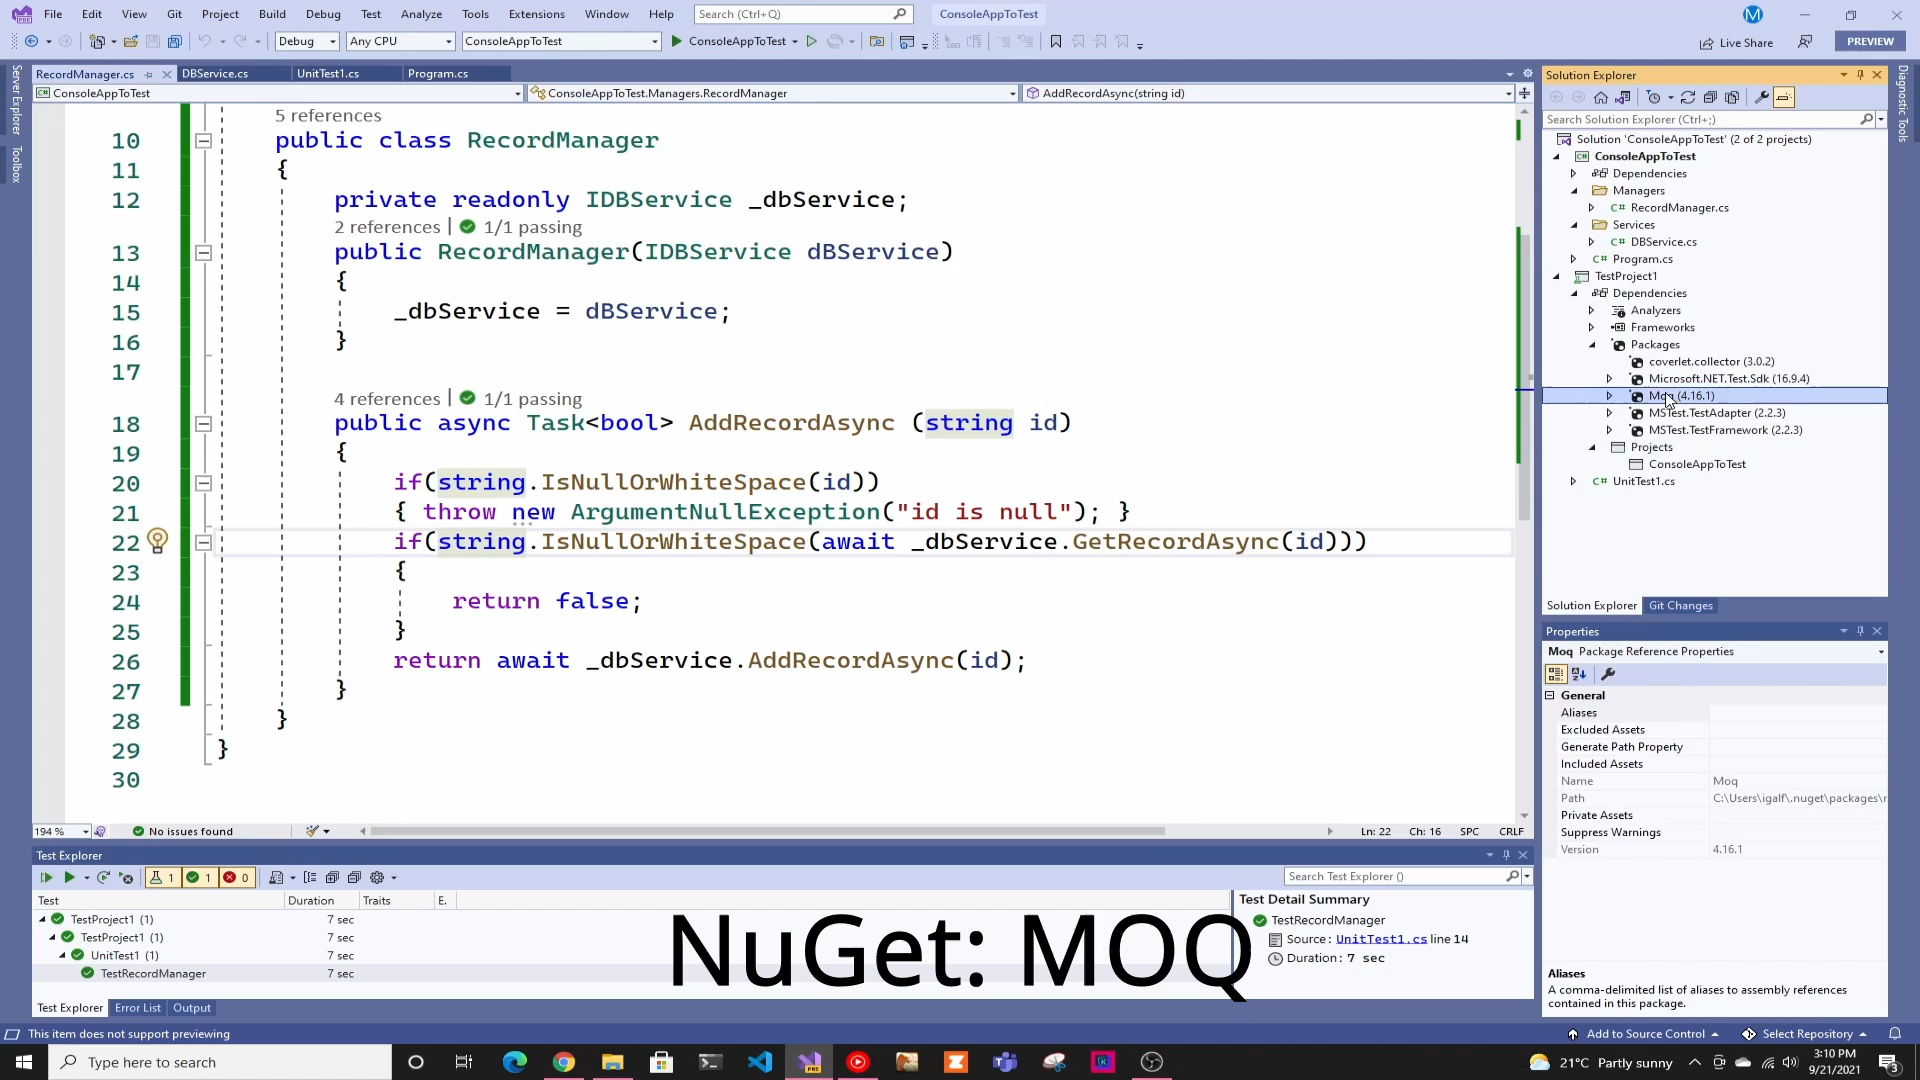 File Edit View Git Project Build Debug Test Analyze Tools Extensions Window Help Search (Ctrl+Q) ConsoleAppToTest
Debug Any CPU ConsoleAppToTest ConsoleAppToTest Live Share PREVIEW
RecordManager.cs DBService.cs UnitTest1.cs Program.cs
ConsoleAppToTest ConsoleAppToTest.Managers.RecordManager AddRecordAsync(string id)
Server Explorer
Toolbox
5 references
10 public class RecordManager
11 {
12 private readonly IDBService _dbService;
2 references | 1/1 passing
13 public RecordManager(IDBService dBService)
14 {
15 _dbService = dBService;
16 }
17
4 references | 1/1 passing
18 public async Task<bool> AddRecordAsync (string id)
19 {
20 if(string.IsNullOrWhiteSpace(id))
21 { throw new ArgumentNullException("id is null"); }
22 if(string.IsNullOrWhiteSpace(await _dbService.GetRecordAsync(id)))
23 {
24 return false;
25 }
26 return await _dbService.AddRecordAsync(id);
27 }
28 }
29 }
30
194 % No issues found Ln: 22 Ch: 16 SPC CRLF
Solution Explorer
Search Solution Explorer (Ctrl+;)
Solution 'ConsoleAppToTest' (2 of 2 projects)
ConsoleAppToTest
Dependencies
Managers
C# RecordManager.cs
Services
C# DBService.cs
C# Program.cs
TestProject1
Dependencies
Analyzers
Frameworks
Packages
coverlet.collector (3.0.2)
Microsoft.NET.Test.Sdk (16.9.4)
Moq (4.16.1)
MSTest.TestAdapter (2.2.3)
MSTest.TestFramework (2.2.3)
Projects
ConsoleAppToTest
C# UnitTest1.cs
Solution Explorer Git Changes
Diagnostic Tools
Properties
Moq Package Reference Properties
General
Aliases
Excluded Assets
Generate Path Property
Included Assets
Name Moq
Path C:\Users\igalf\.nuget\packages\
Private Assets
Suppress Warnings
Version 4.16.1
Aliases
A comma-delimited list of aliases to assembly references
contained in this package.
Test Explorer
1 1 0 Search Test Explorer ()
Test Duration Traits E.
TestProject1 (1) 7 sec
TestProject1 (1) 7 sec
UnitTest1 (1) 7 sec
TestRecordManager 7 sec
Test Detail Summary
TestRecordManager
Source: UnitTest1.cs line 14
Duration: 7 sec
NuGet: MOQ
Test Explorer Error List Output
This item does not support previewing Add to Source Control Select Repository
Type here to search 21°C Partly sunny 3:10 PM
9/21/2021
3